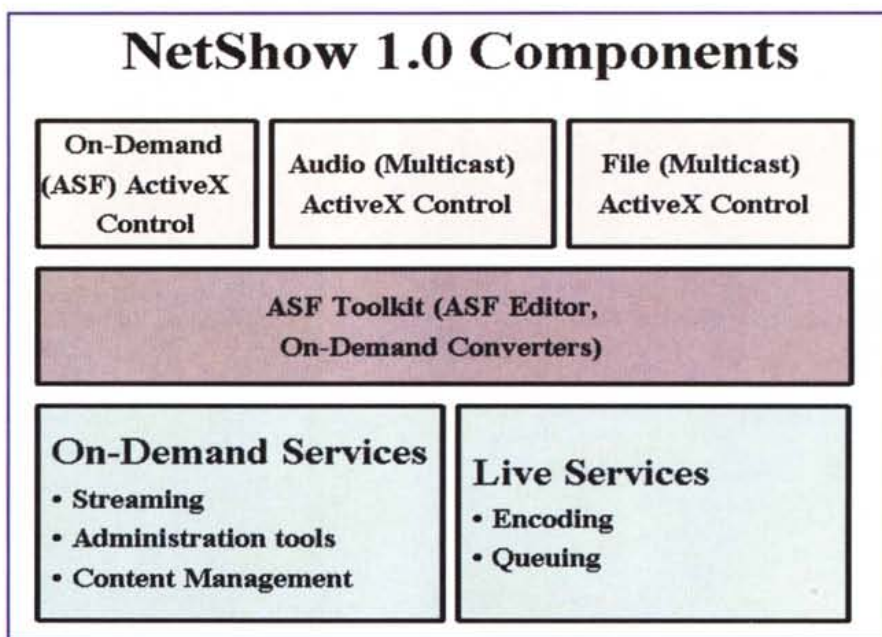 NetShow 1.0 Components
On-Demand
(ASF) ActiveX
Control
Audio (Multicast)
ActiveX Control
File (Multicast)
ActiveX Control
ASF Toolkit (ASF Editor,
On-Demand Converters)
On-Demand Services
• Streaming
• Administration tools
• Content Management
Live Services
• Encoding
• Queuing